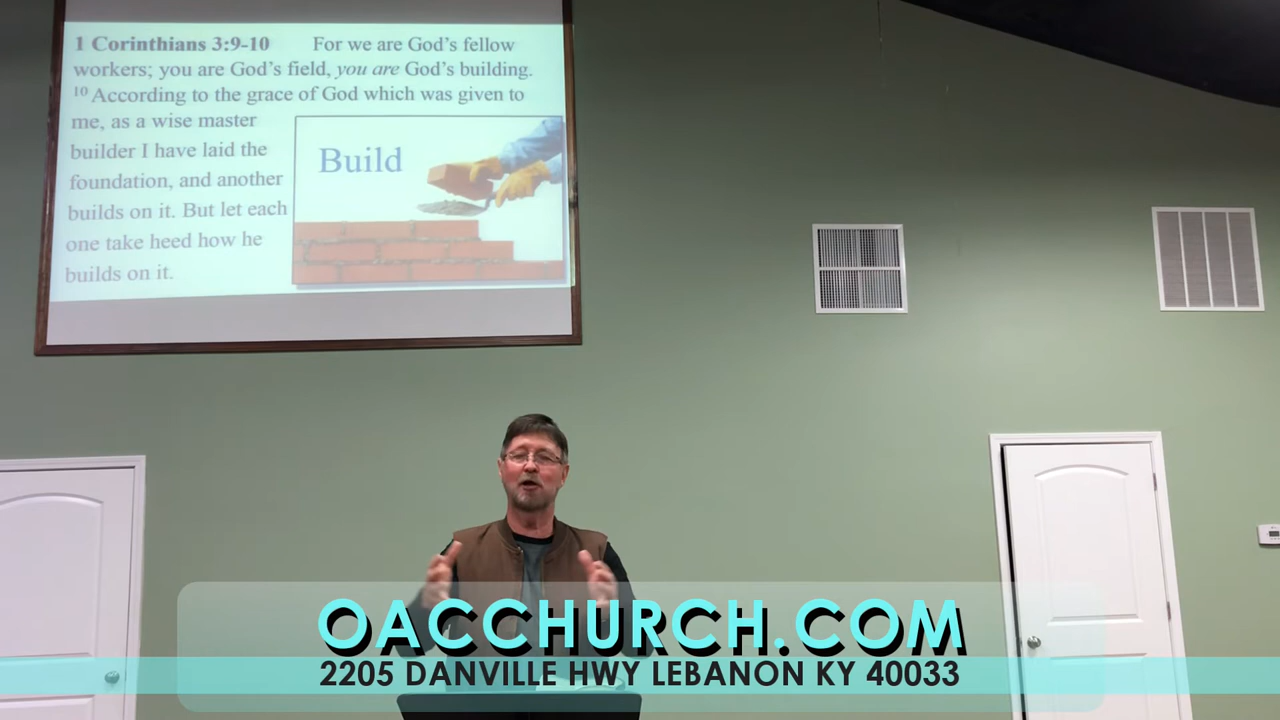 1 Corinthians 3:9-10 For we are God's fellow
workers; you are God's field, you are God's building.
10 According to the grace of God which was given to
me, as a wise master
builder I have laid the
foundation, and another
builds on it. But let each
one take heed how he
builds on it.
Build
OACCHURCH.COM
2205 DANVILLE HWY LEBANON KY 40033